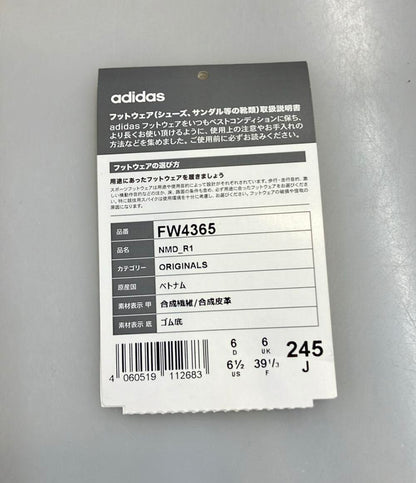 adidas
フットウェア(シューズ、サンダル等の靴類)取扱説明書
adidas フットウェアをいつもベストコンディションに保ち、
より長くお使い頂けるように、使用上の注意やお手入れの
方法などを集めました。ご使用前に必ずお読みください。
フットウェアの選び方
用途にあったフットウェアを履きましょう
品番 FW4365
品名 NMD_R1
カテゴリー ORIGINALS
原産国 ベトナム
素材表示 甲 合成繊維/合成皮革
素材表示 底 ゴム底
6 6 245
D UK J
6½ 39⅓
US F
4 060519 112683